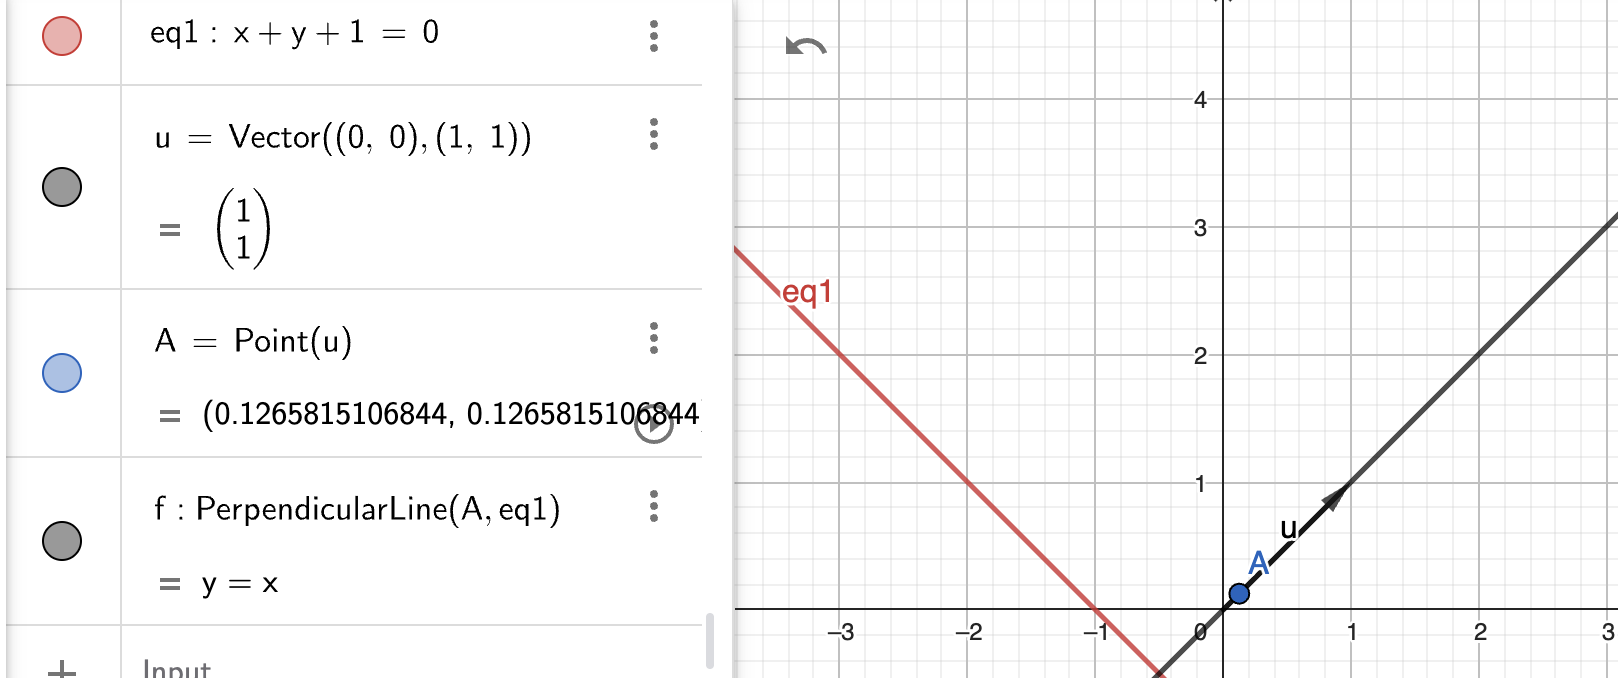 eq1 : x + y + 1 = 0
u = Vector((0, 0), (1, 1))
= (1
1)
A = Point(u)
= (0.1265815106844, 0.1265815106844
f : PerpendicularLine(A, eq1)
= y = x
+ Input
4
3
eq1
2
1
u
A
−3 −2 −1 0 1 2 3